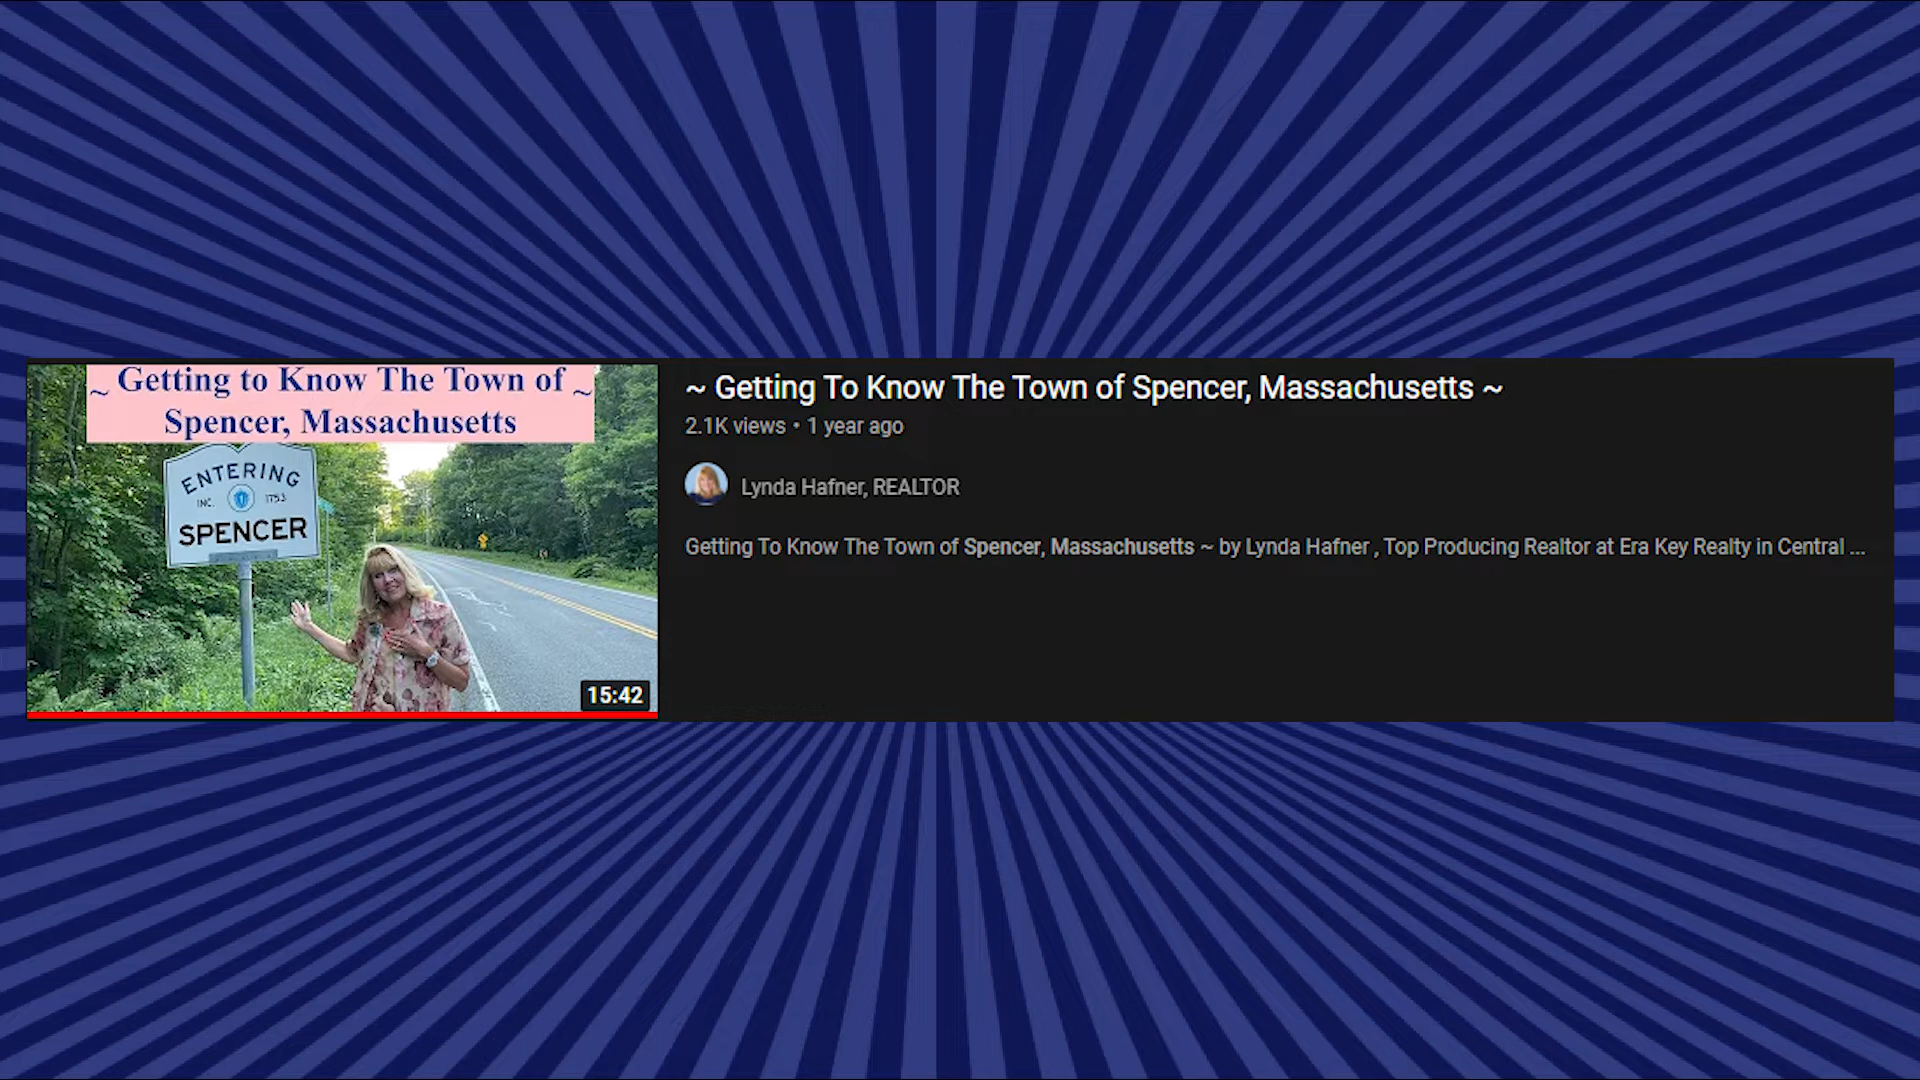 ~ Getting to Know The Town of ~
Spencer, Massachusetts
ENTERING
INC. 1753
SPENCER
15:42
~ Getting To Know The Town of Spencer, Massachusetts ~
2.1K views • 1 year ago
Lynda Hafner, REALTOR
Getting To Know The Town of Spencer, Massachusetts ~ by Lynda Hafner , Top Producing Realtor at Era Key Realty in Central ...